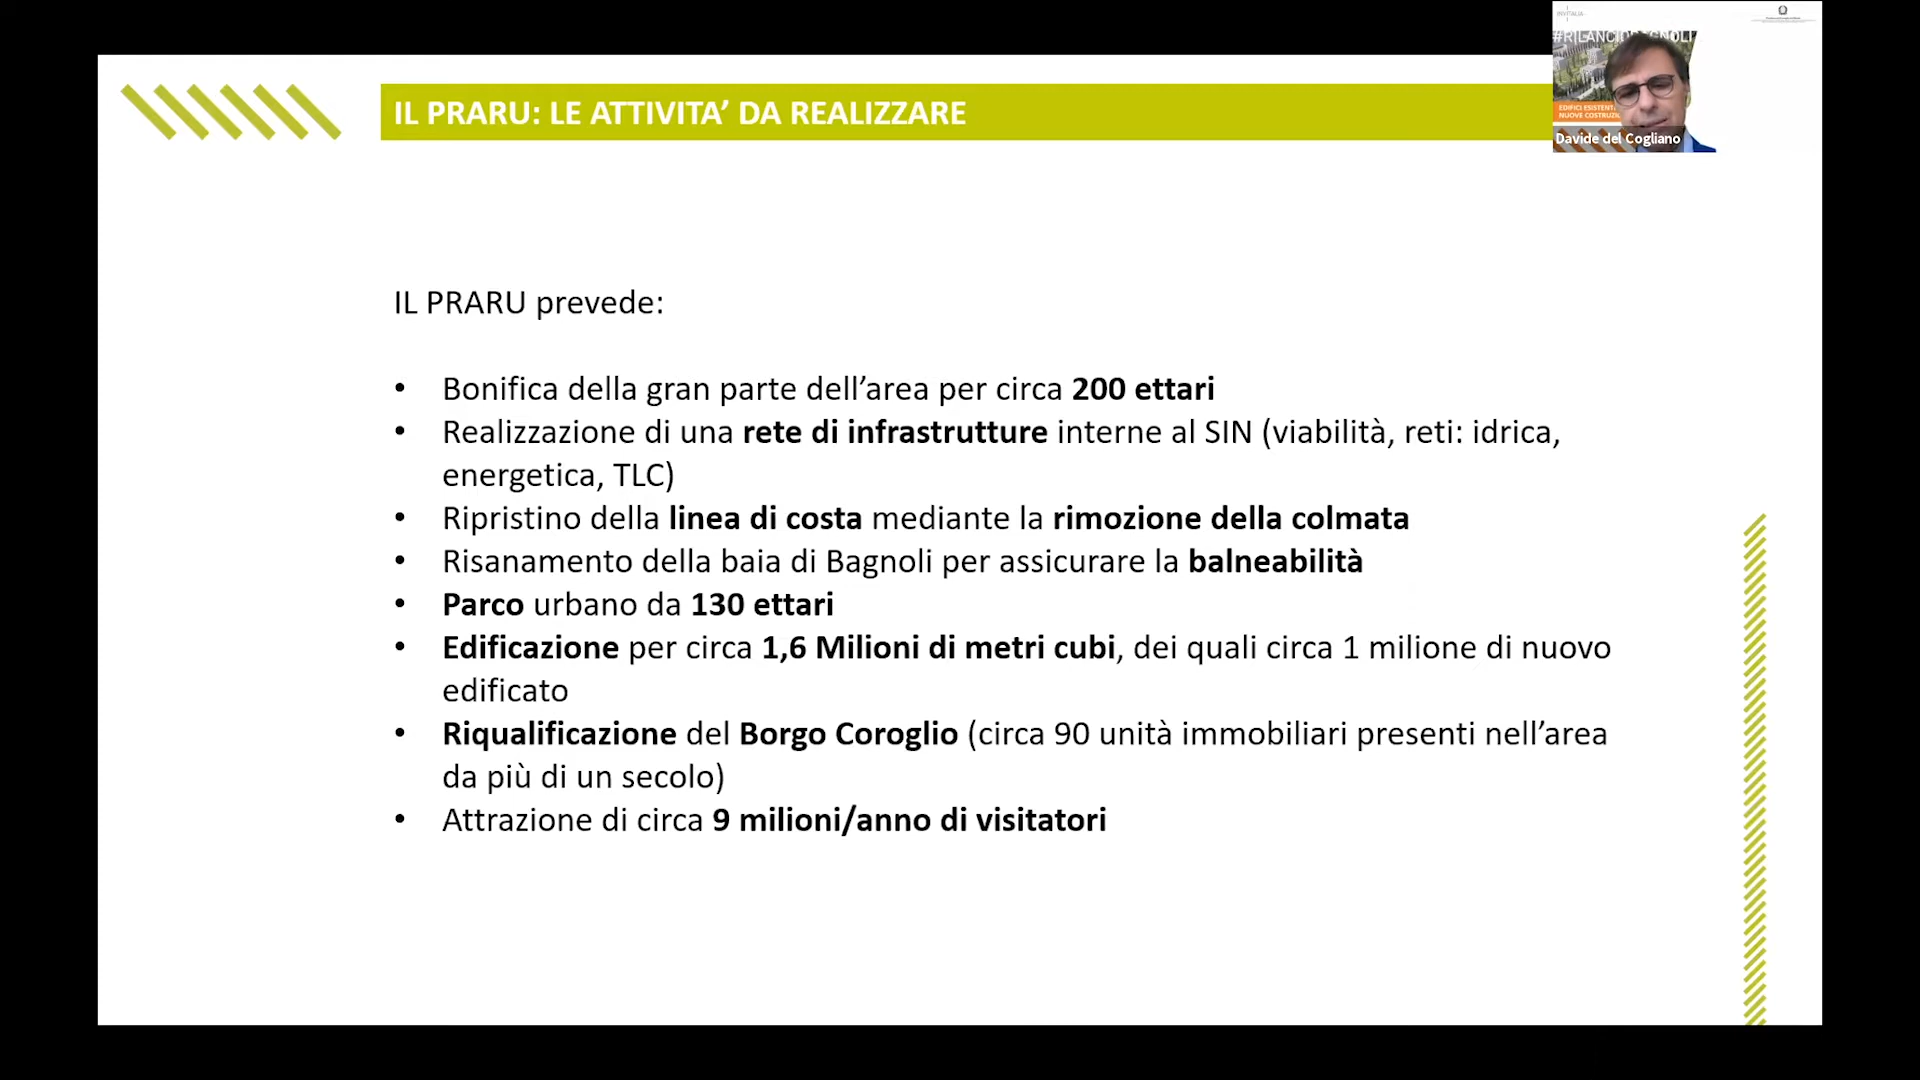 INVITALIA
#RILANCIOBAGNOLI
EDIFICI ESISTENTI
Davide del Cogliano
IL PRARU: LE ATTIVITA’ DA REALIZZARE
IL PRARU prevede:
• Bonifica della gran parte dell’area per circa 200 ettari
• Realizzazione di una rete di infrastrutture interne al SIN (viabilità, reti: idrica,
energetica, TLC)
• Ripristino della linea di costa mediante la rimozione della colmata
• Risanamento della baia di Bagnoli per assicurare la balneabilità
• Parco urbano da 130 ettari
• Edificazione per circa 1,6 Milioni di metri cubi, dei quali circa 1 milione di nuovo
edificato
• Riqualificazione del Borgo Coroglio (circa 90 unità immobiliari presenti nell’area
da più di un secolo)
• Attrazione di circa 9 milioni/anno di visitatori